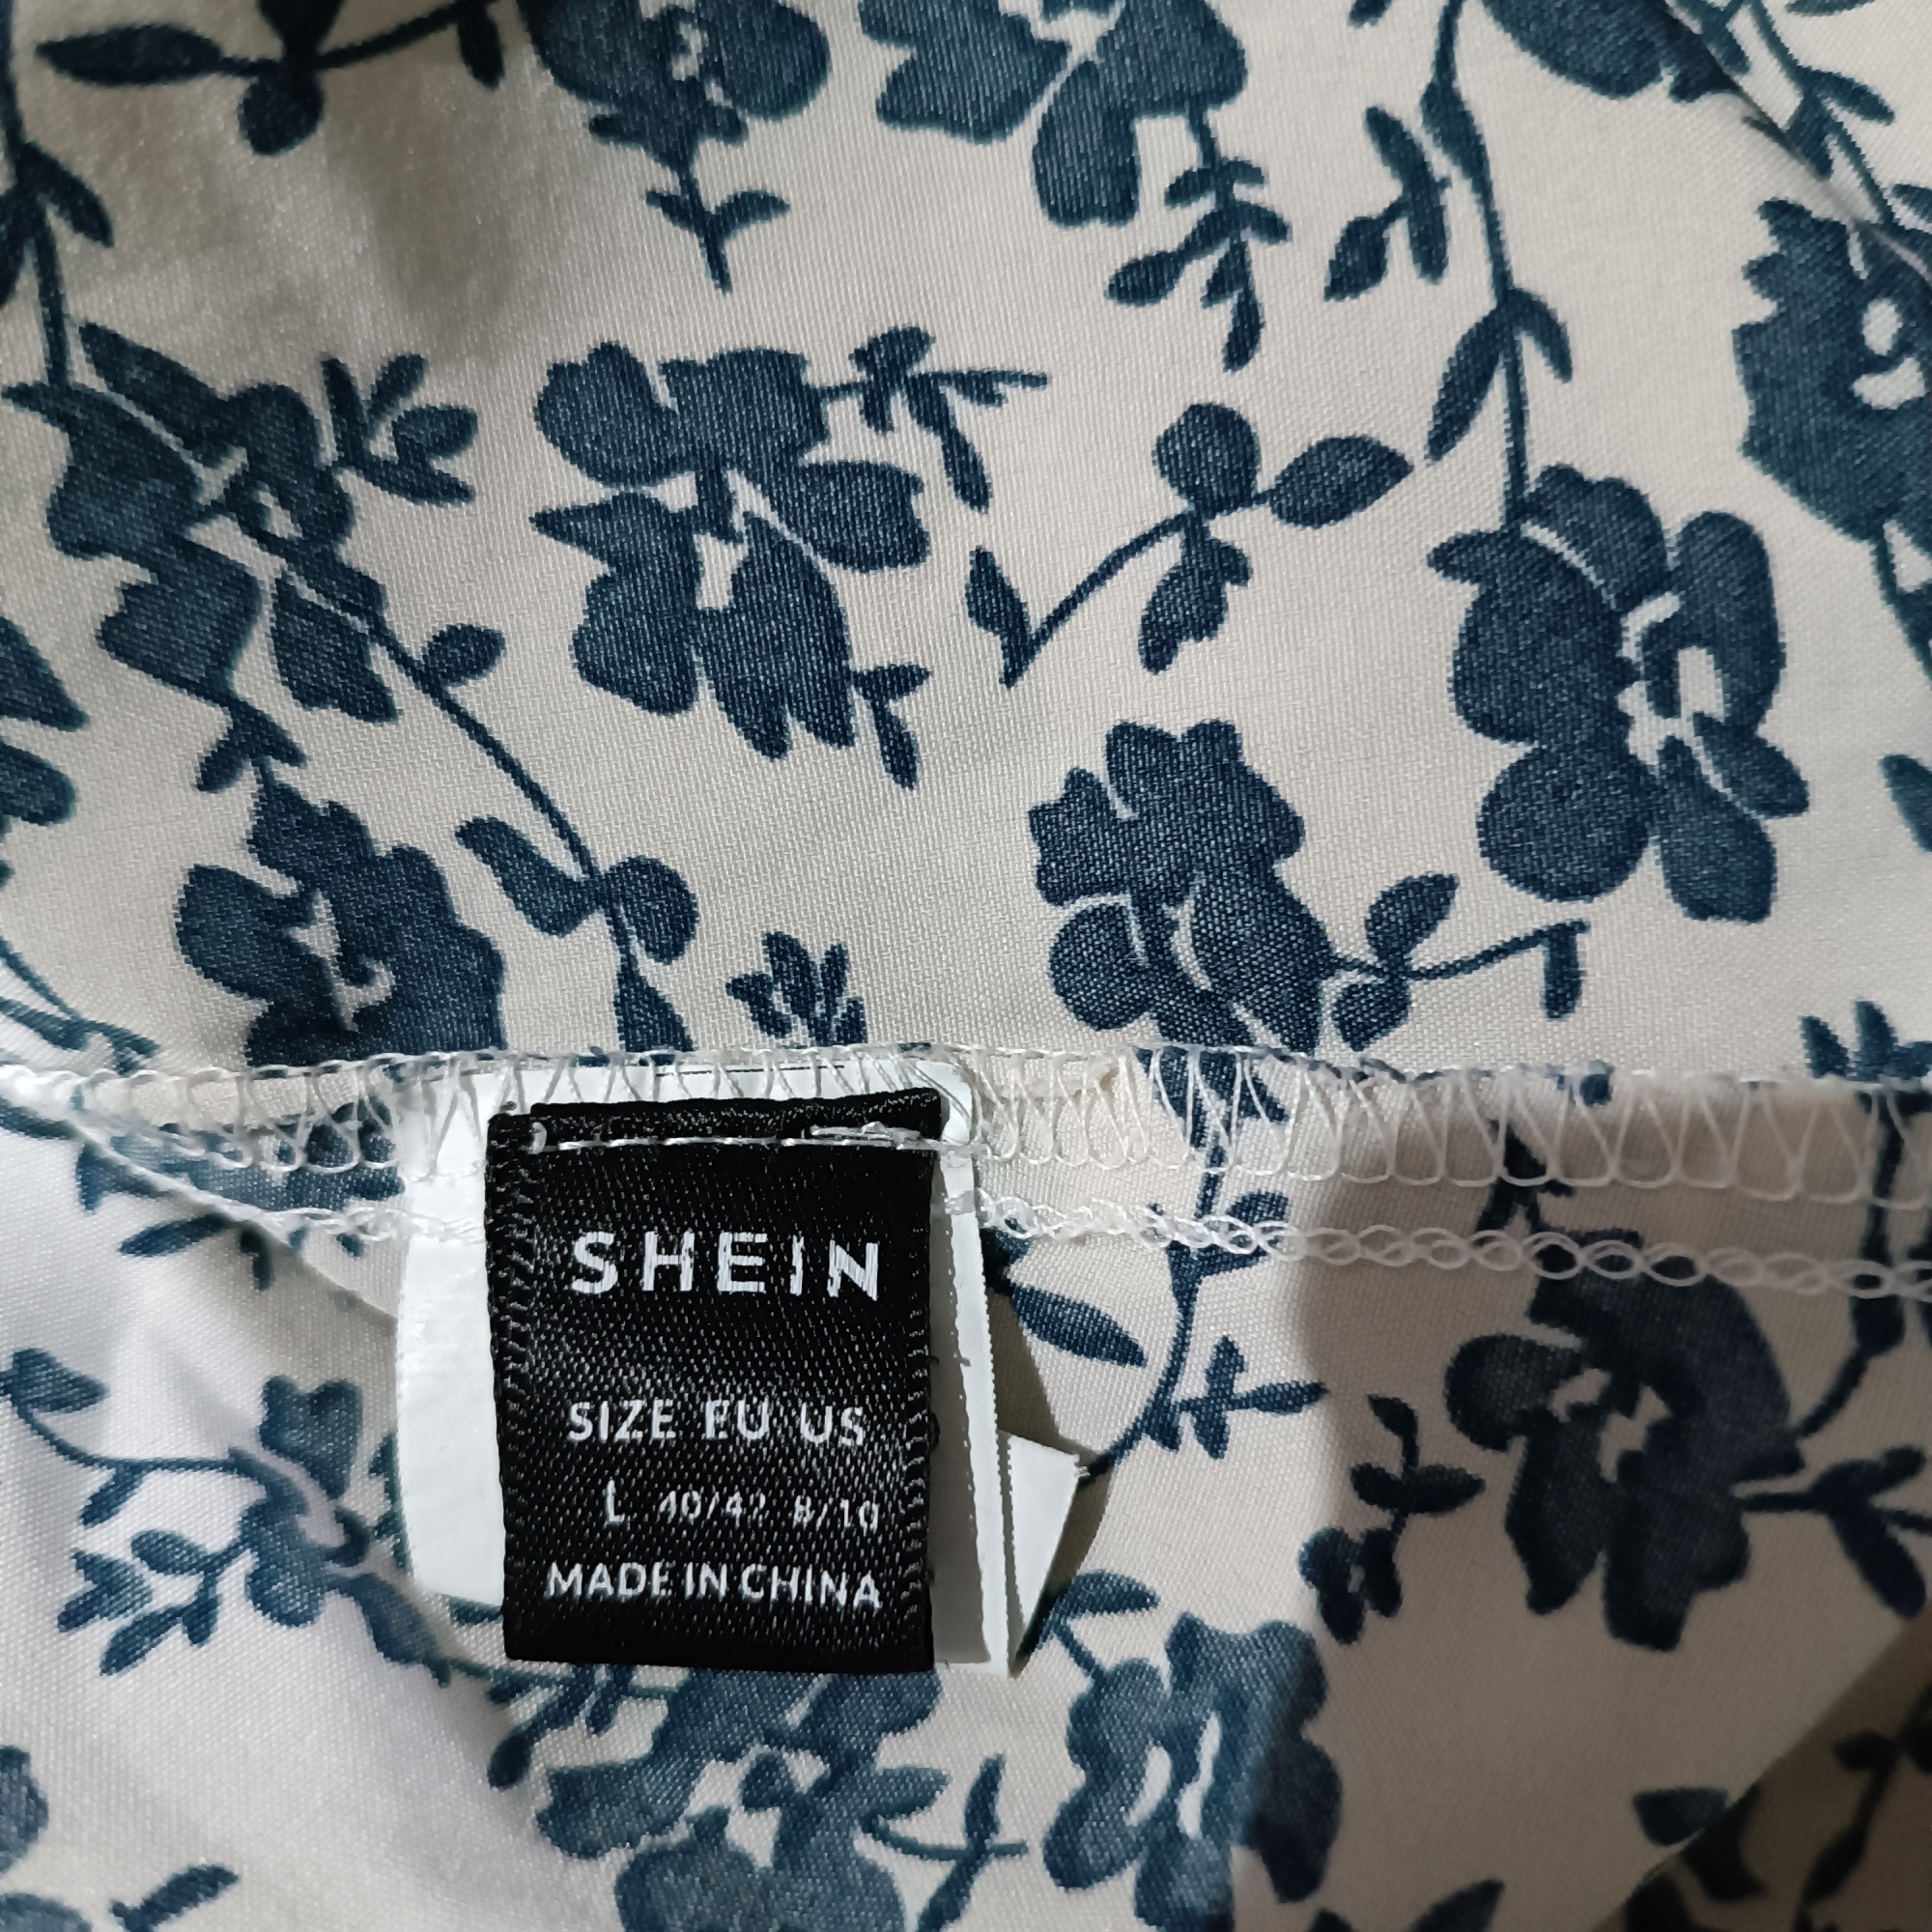 SHEIN
SIZE EU US
L 40/42 8/10
MADE IN CHINA